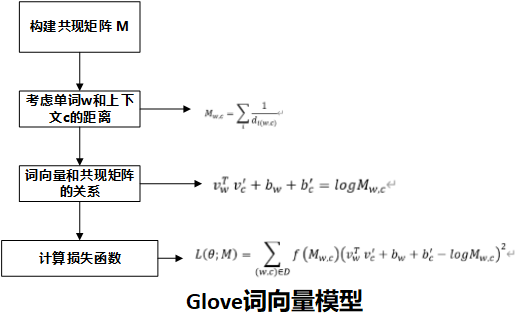 构建共现矩阵 M
考虑单词w和上下
文c的距离
M_{w,c} = \sum_{i} \frac{1}{d_{i(w,c)}}
词向量和共现矩阵
的关系
v_w^T v_c' + b_w + b_c' = logM_{w,c}
计算损失函数
L(θ; M) = \sum_{(w,c)∈D} f(M_{w,c})(v_w^T v_c' + b_w + b_c' − logM_{w,c})^2
Glove词向量模型